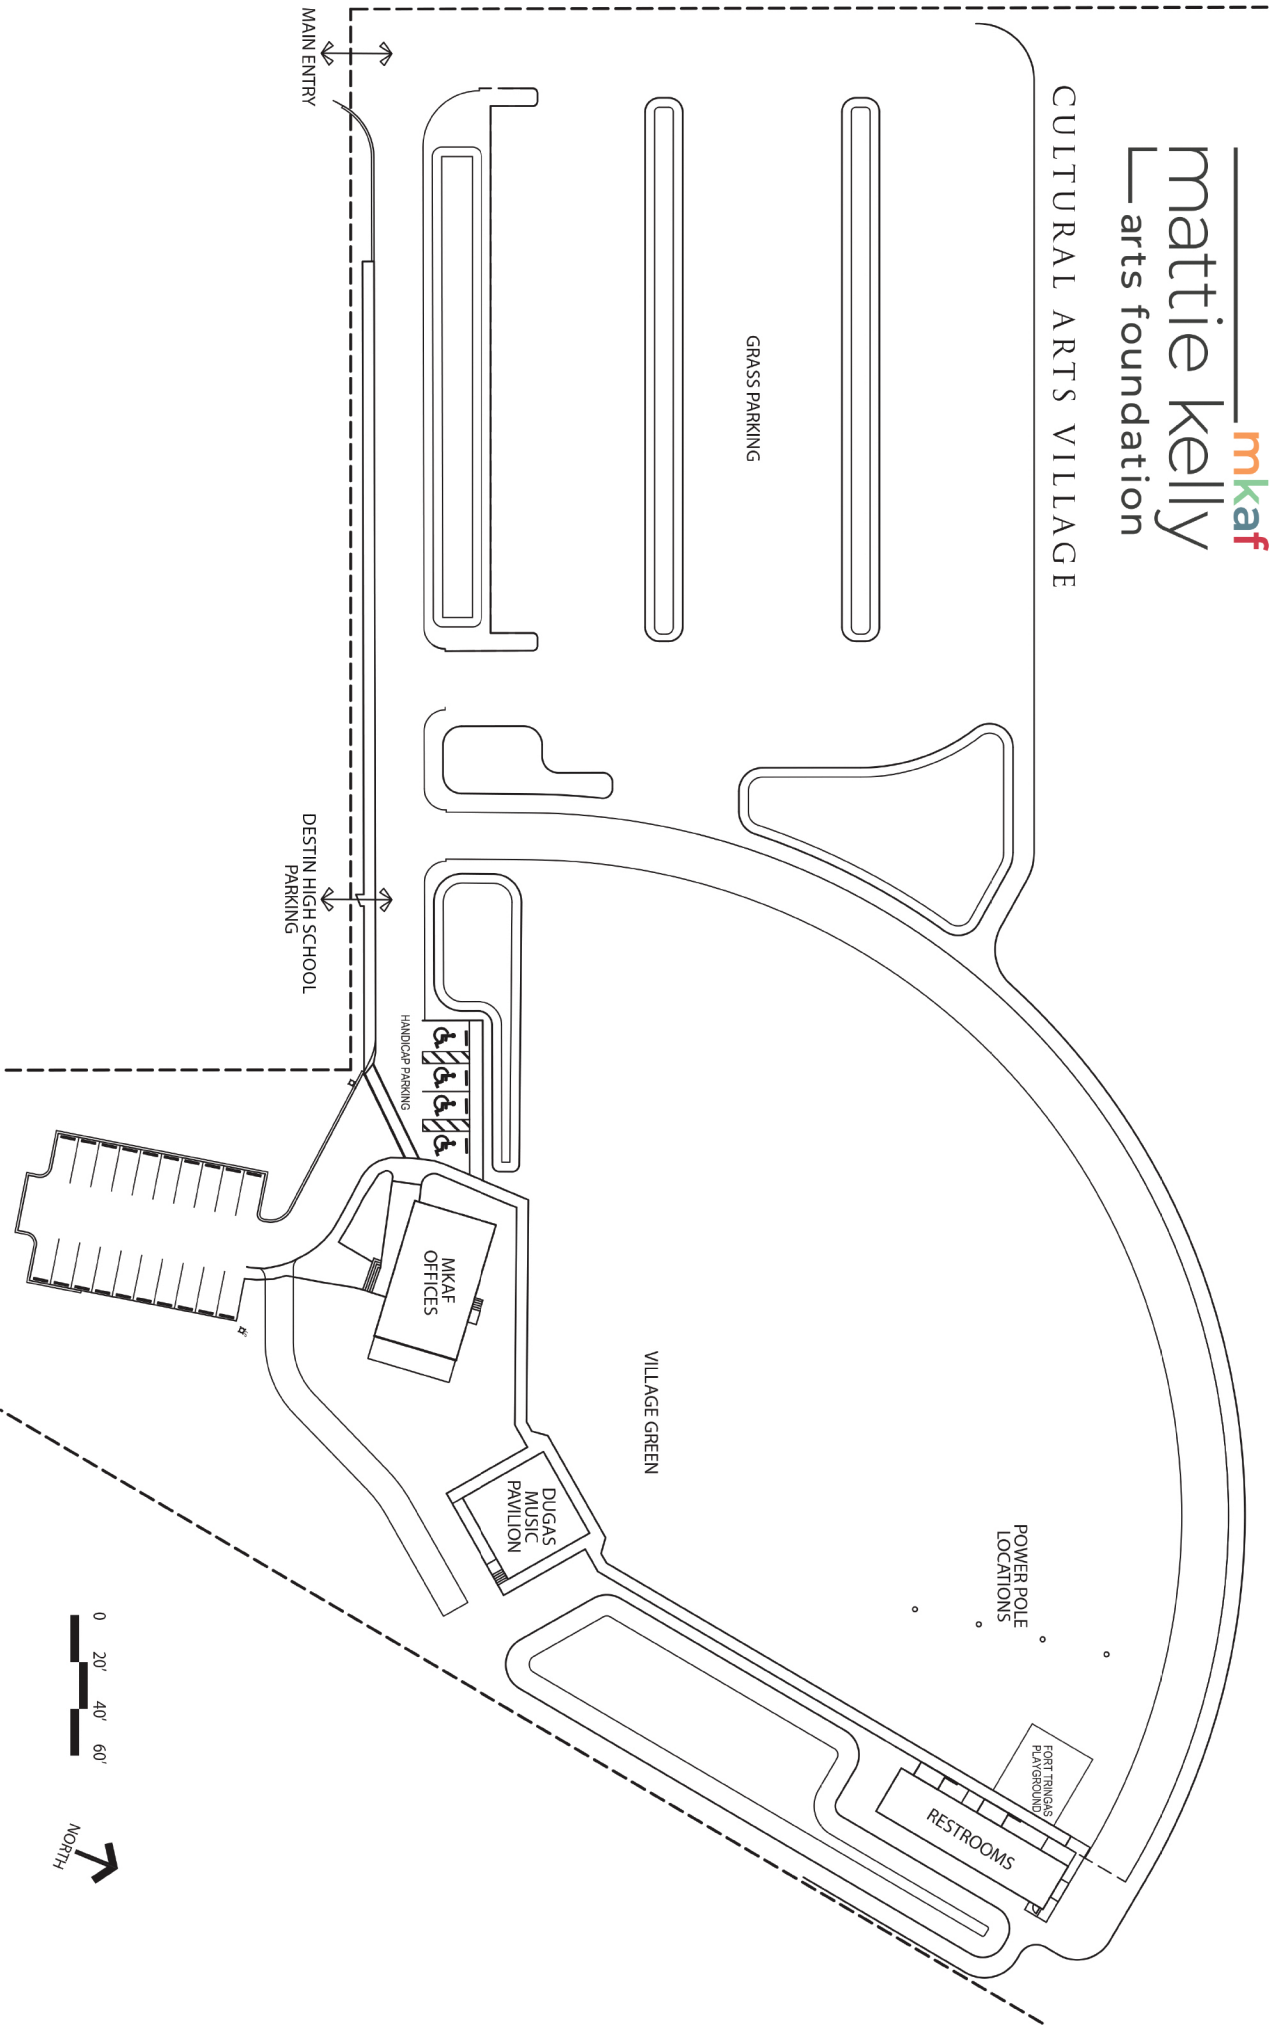 mkaf
mattie kelly
arts foundation
CULTURAL ARTS VILLAGE
GRASS PARKING
MAIN ENTRY
DESTIN HIGH SCHOOL
PARKING
HANDICAP PARKING
MKAF
OFFICES
VILLAGE GREEN
DUGAS
MUSIC
PAVILION
POWER POLE
LOCATIONS
FORT TRINGAS
PLAYGROUND
RESTROOMS
0 20' 40' 60'
NORTH